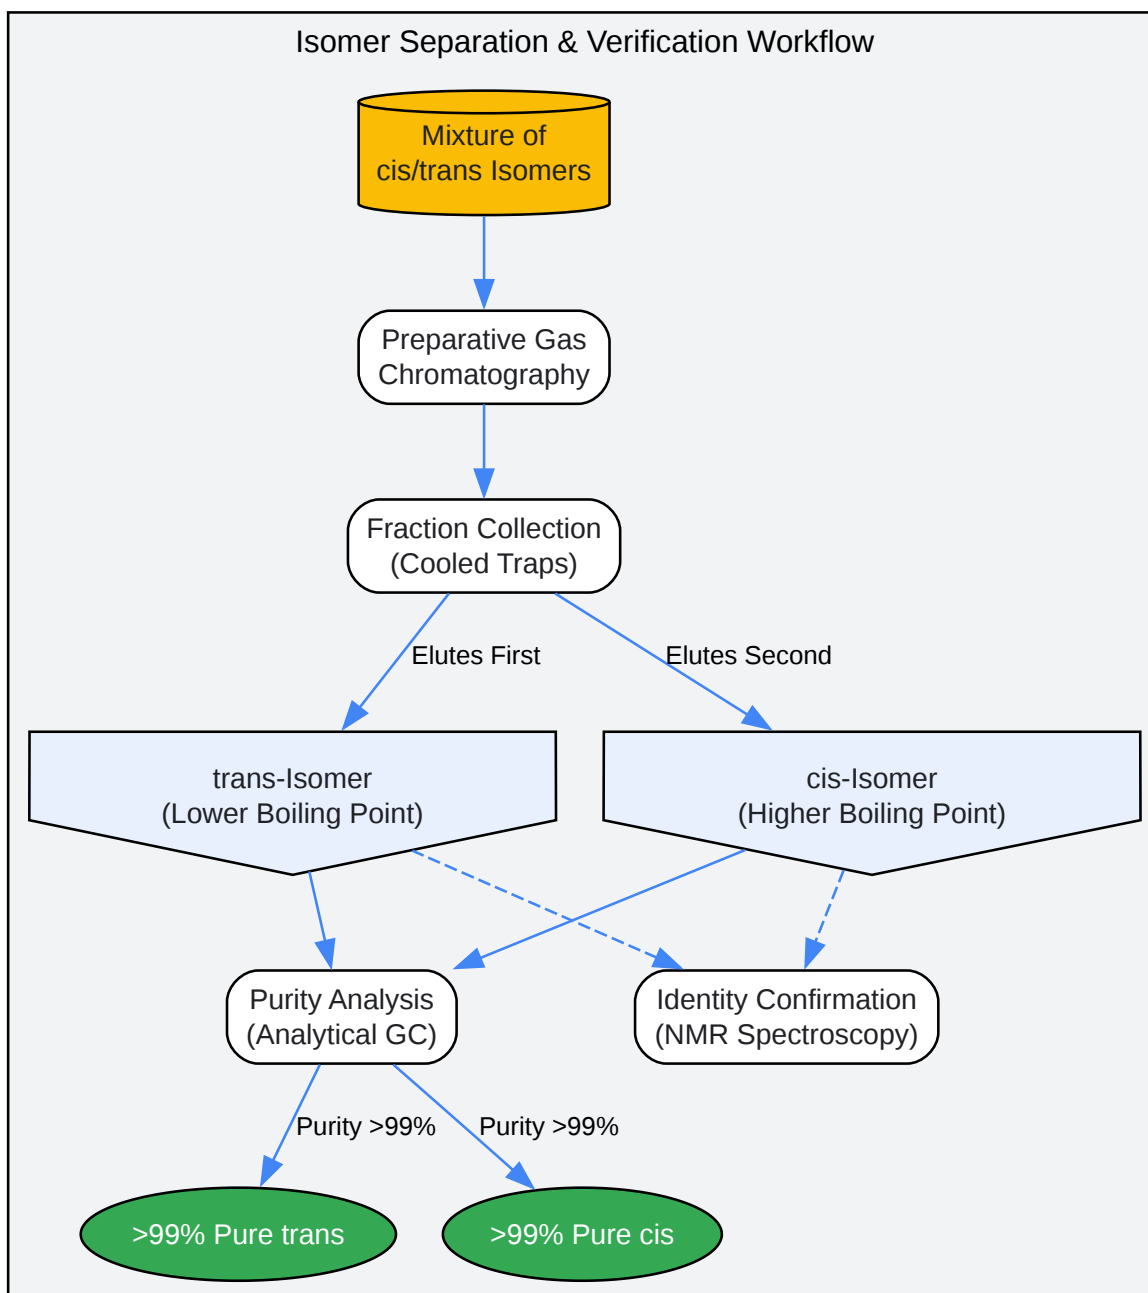 Isomer Separation & Verification Workflow
Mixture of
cis/trans Isomers
Preparative Gas
Chromatography
Fraction Collection
(Cooled Traps)
Elutes First
Elutes Second
trans-Isomer
(Lower Boiling Point)
cis-Isomer
(Higher Boiling Point)
Purity Analysis
(Analytical GC)
Identity Confirmation
(NMR Spectroscopy)
Purity >99%
Purity >99%
>99% Pure trans
>99% Pure cis